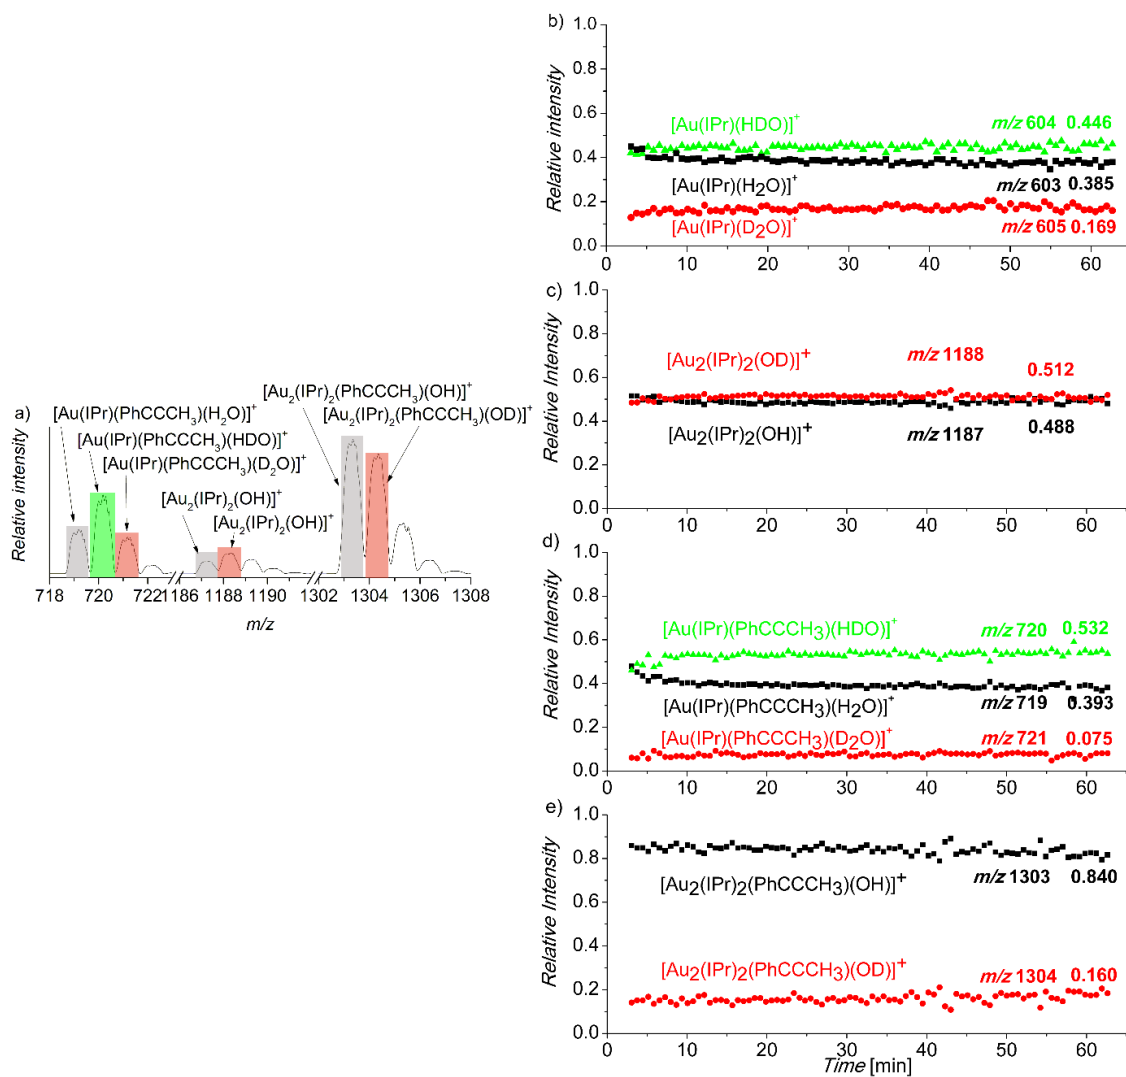 a)
[Au(IPr)(PhCCCH3)(H2O)]+
[Au(IPr)(PhCCCH3)(HDO)]+
[Au(IPr)(PhCCCH3)(D2O)]+
[Au2(IPr)2(OH)]+
[Au2(IPr)2(OH)]+
[Au2(IPr)2(PhCCCH3)(OH)]+
[Au2(IPr)2(PhCCCH3)(OD)]+
Relative intensity
718 720 722 1186 1188 1190 1302 1304 1306 1308
m/z
b)
Relative intensity
1.0
0.8
0.6
0.4
0.2
0.0
[Au(IPr)(HDO)]+ m/z 604 0.446
[Au(IPr)(H2O)]+ m/z 603 0.385
[Au(IPr)(D2O)]+ m/z 605 0.169
0 10 20 30 40 50 60
c)
Relative Intensity
1.0
0.8
0.6
0.4
0.2
0.0
[Au2(IPr)2(OD)]+ m/z 1188 0.512
[Au2(IPr)2(OH)]+ m/z 1187 0.488
0 10 20 30 40 50 60
d)
Relative Intensity
1.0
0.8
0.6
0.4
0.2
0.0
[Au(IPr)(PhCCCH3)(HDO)]+ m/z 720 0.532
[Au(IPr)(PhCCCH3)(H2O)]+ m/z 719 0.393
[Au(IPr)(PhCCCH3)(D2O)]+ m/z 721 0.075
0 10 20 30 40 50 60
e)
Relative Intensity
1.0
0.8
0.6
0.4
0.2
0.0
[Au2(IPr)2(PhCCCH3)(OH)]+ m/z 1303 0.840
[Au2(IPr)2(PhCCCH3)(OD)]+ m/z 1304 0.160
0 10 20 30 40 50 60
Time [min]